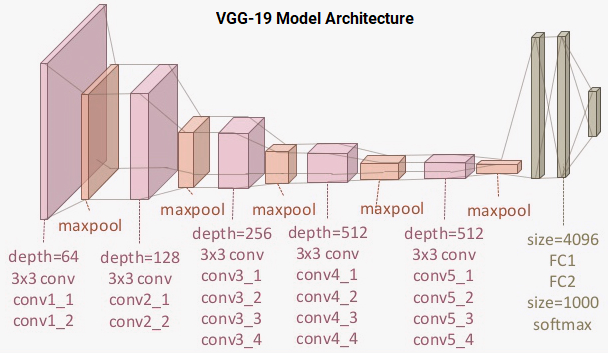 VGG-19 Model Architecture
maxpool
maxpool
maxpool
maxpool
maxpool
depth=64
3x3 conv
conv1_1
conv1_2
depth=128
3x3 conv
conv2_1
conv2_2
depth=256
3x3 conv
conv3_1
conv3_2
conv3_3
conv3_4
depth=512
3x3 conv
conv4_1
conv4_2
conv4_3
conv4_4
depth=512
3x3 conv
conv5_1
conv5_2
conv5_3
conv5_4
size=4096
FC1
FC2
size=1000
softmax